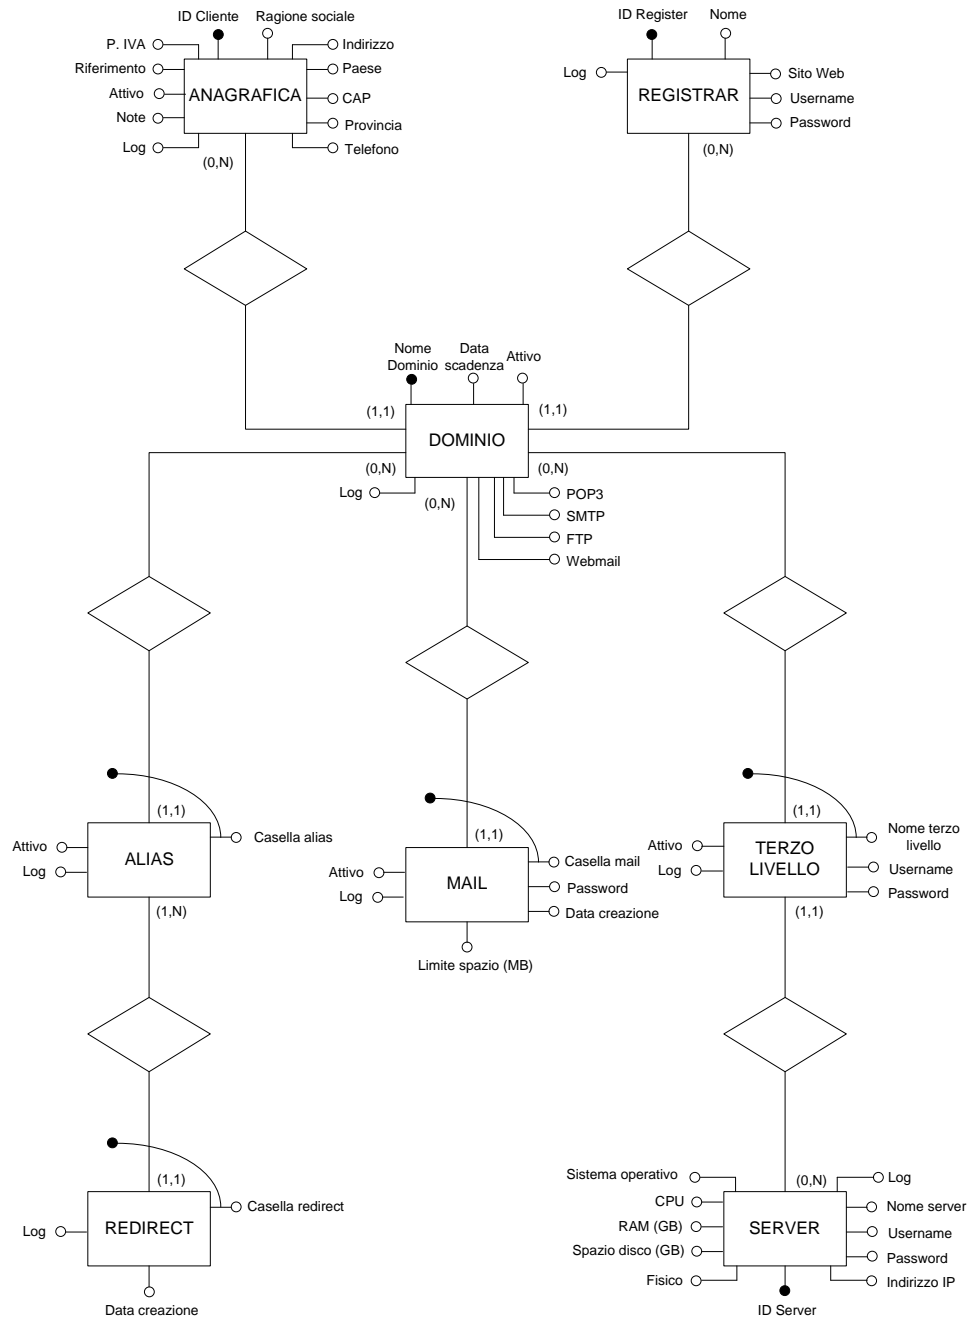 ID Cliente
Ragione sociale
P. IVA
Indirizzo
Riferimento
Paese
Attivo
ANAGRAFICA
CAP
Note
Provincia
Log
(0,N)
Telefono
ID Register
Nome
Log
Sito Web
REGISTRAR
Username
Password
(0,N)
Nome
Dominio
Data
scadenza
Attivo
(1,1)
(1,1)
DOMINIO
(0,N)
(0,N)
Log
(0,N)
POP3
SMTP
FTP
Webmail
(1,1)
Attivo
Casella alias
ALIAS
Log
(1,N)
(1,1)
Attivo
Casella mail
MAIL
Password
Log
Data creazione
Limite spazio (MB)
(1,1)
Nome terzo
livello
Attivo
TERZO
LIVELLO
Username
Log
Password
(1,1)
(1,1)
Casella redirect
Log
REDIRECT
Data creazione
Sistema operativo
(0,N)
Log
CPU
Nome server
RAM (GB)
SERVER
Username
Spazio disco (GB)
Password
Fisico
Indirizzo IP
ID Server